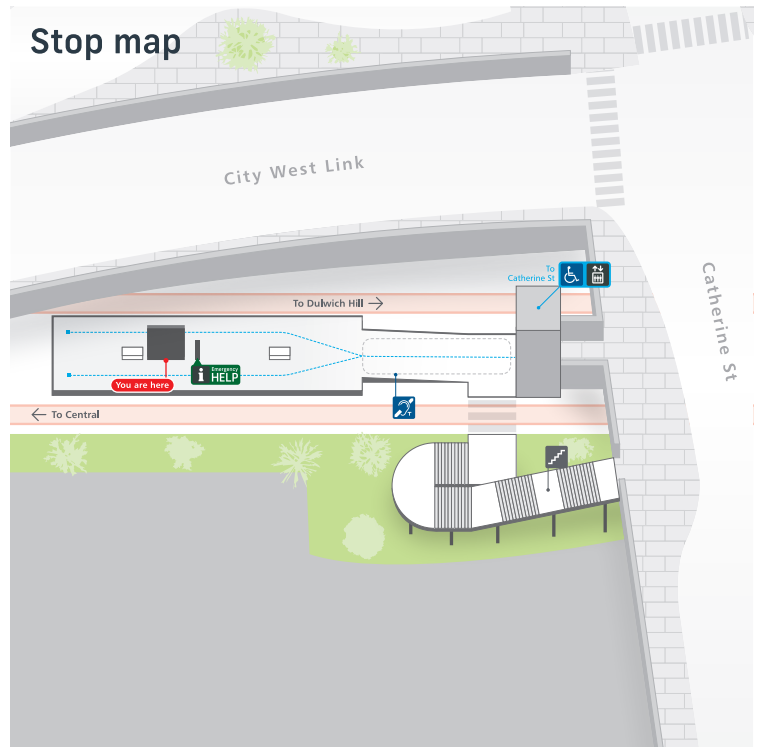 Stop map
City West Link
To
Catherine St
Catherine St
To Dulwich Hill
Emergency
HELP
You are here
T
To Central